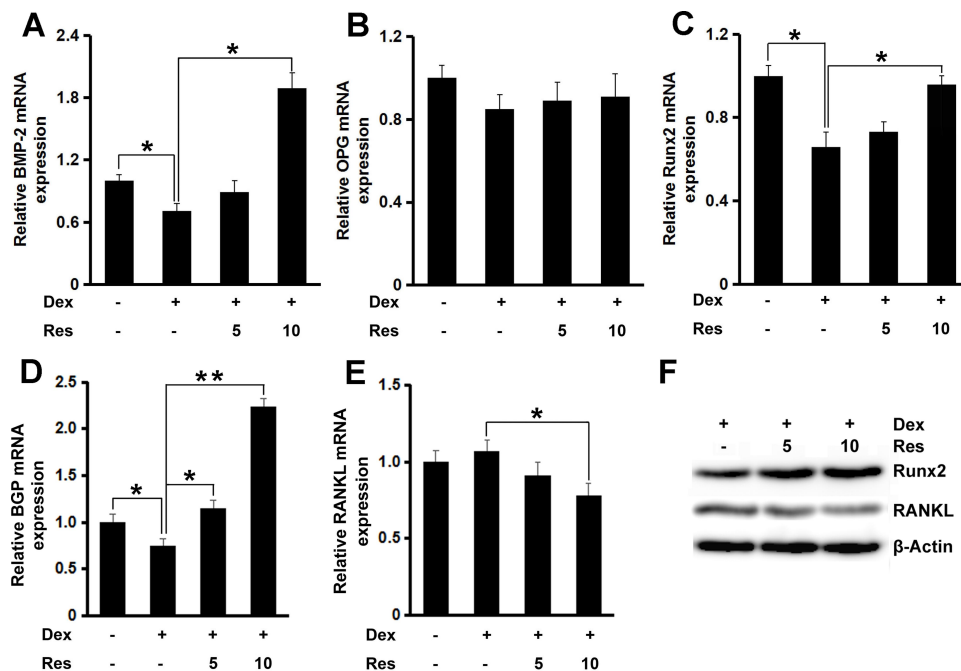 A
Relative BMP-2 mRNA
expression
2.4
1.8
1.2
0.6
0
*
*
Dex - + + +
Res - - 5 10
B
Relative OPG mRNA
expression
1.2
0.8
0.4
0
Dex - + + +
Res - - 5 10
C
Relative Runx2 mRNA
expression
1.2
0.8
0.4
0
*
*
Dex - + + +
Res - - 5 10
D
Relative BGP mRNA
expression
2.5
2.0
1.5
1.0
0.5
0
**
*
*
Dex - + + +
Res - - 5 10
E
Relative RANKL mRNA
expression
1.5
1.0
0.5
0
*
Dex - + + +
Res - - 5 10
F
+ + + Dex
- 5 10 Res
Runx2
RANKL
β-Actin